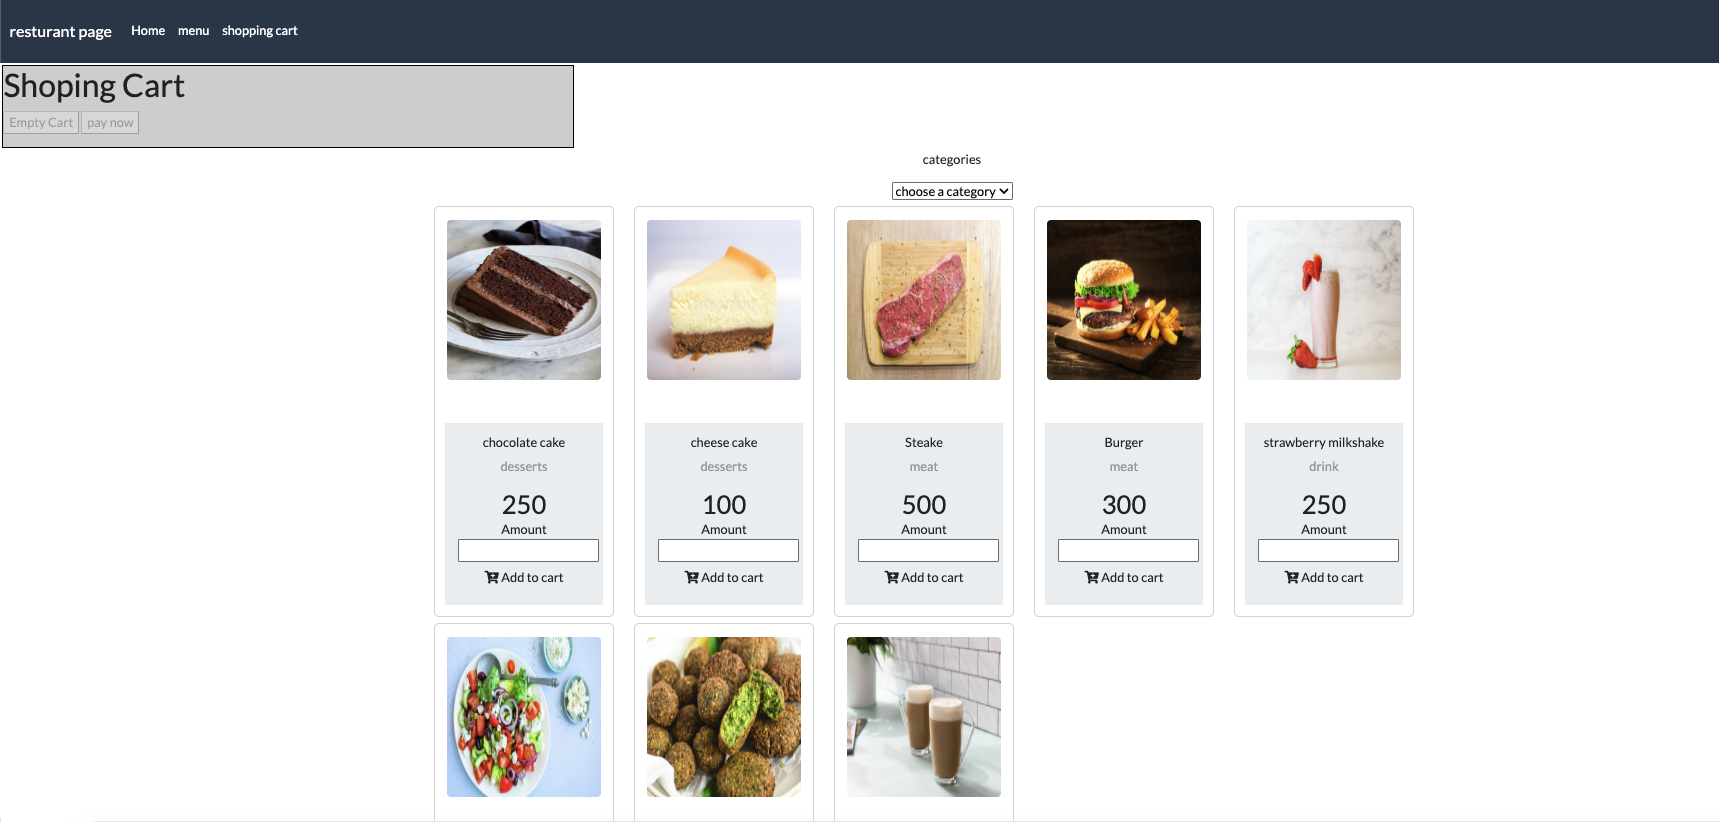 resturant page Home menu shopping cart
Shoping Cart
Empty Cart pay now
categories
choose a category
chocolate cake
desserts
250
Amount
Add to cart
cheese cake
desserts
100
Amount
Add to cart
Steake
meat
500
Amount
Add to cart
Burger
meat
300
Amount
Add to cart
strawberry milkshake
drink
250
Amount
Add to cart